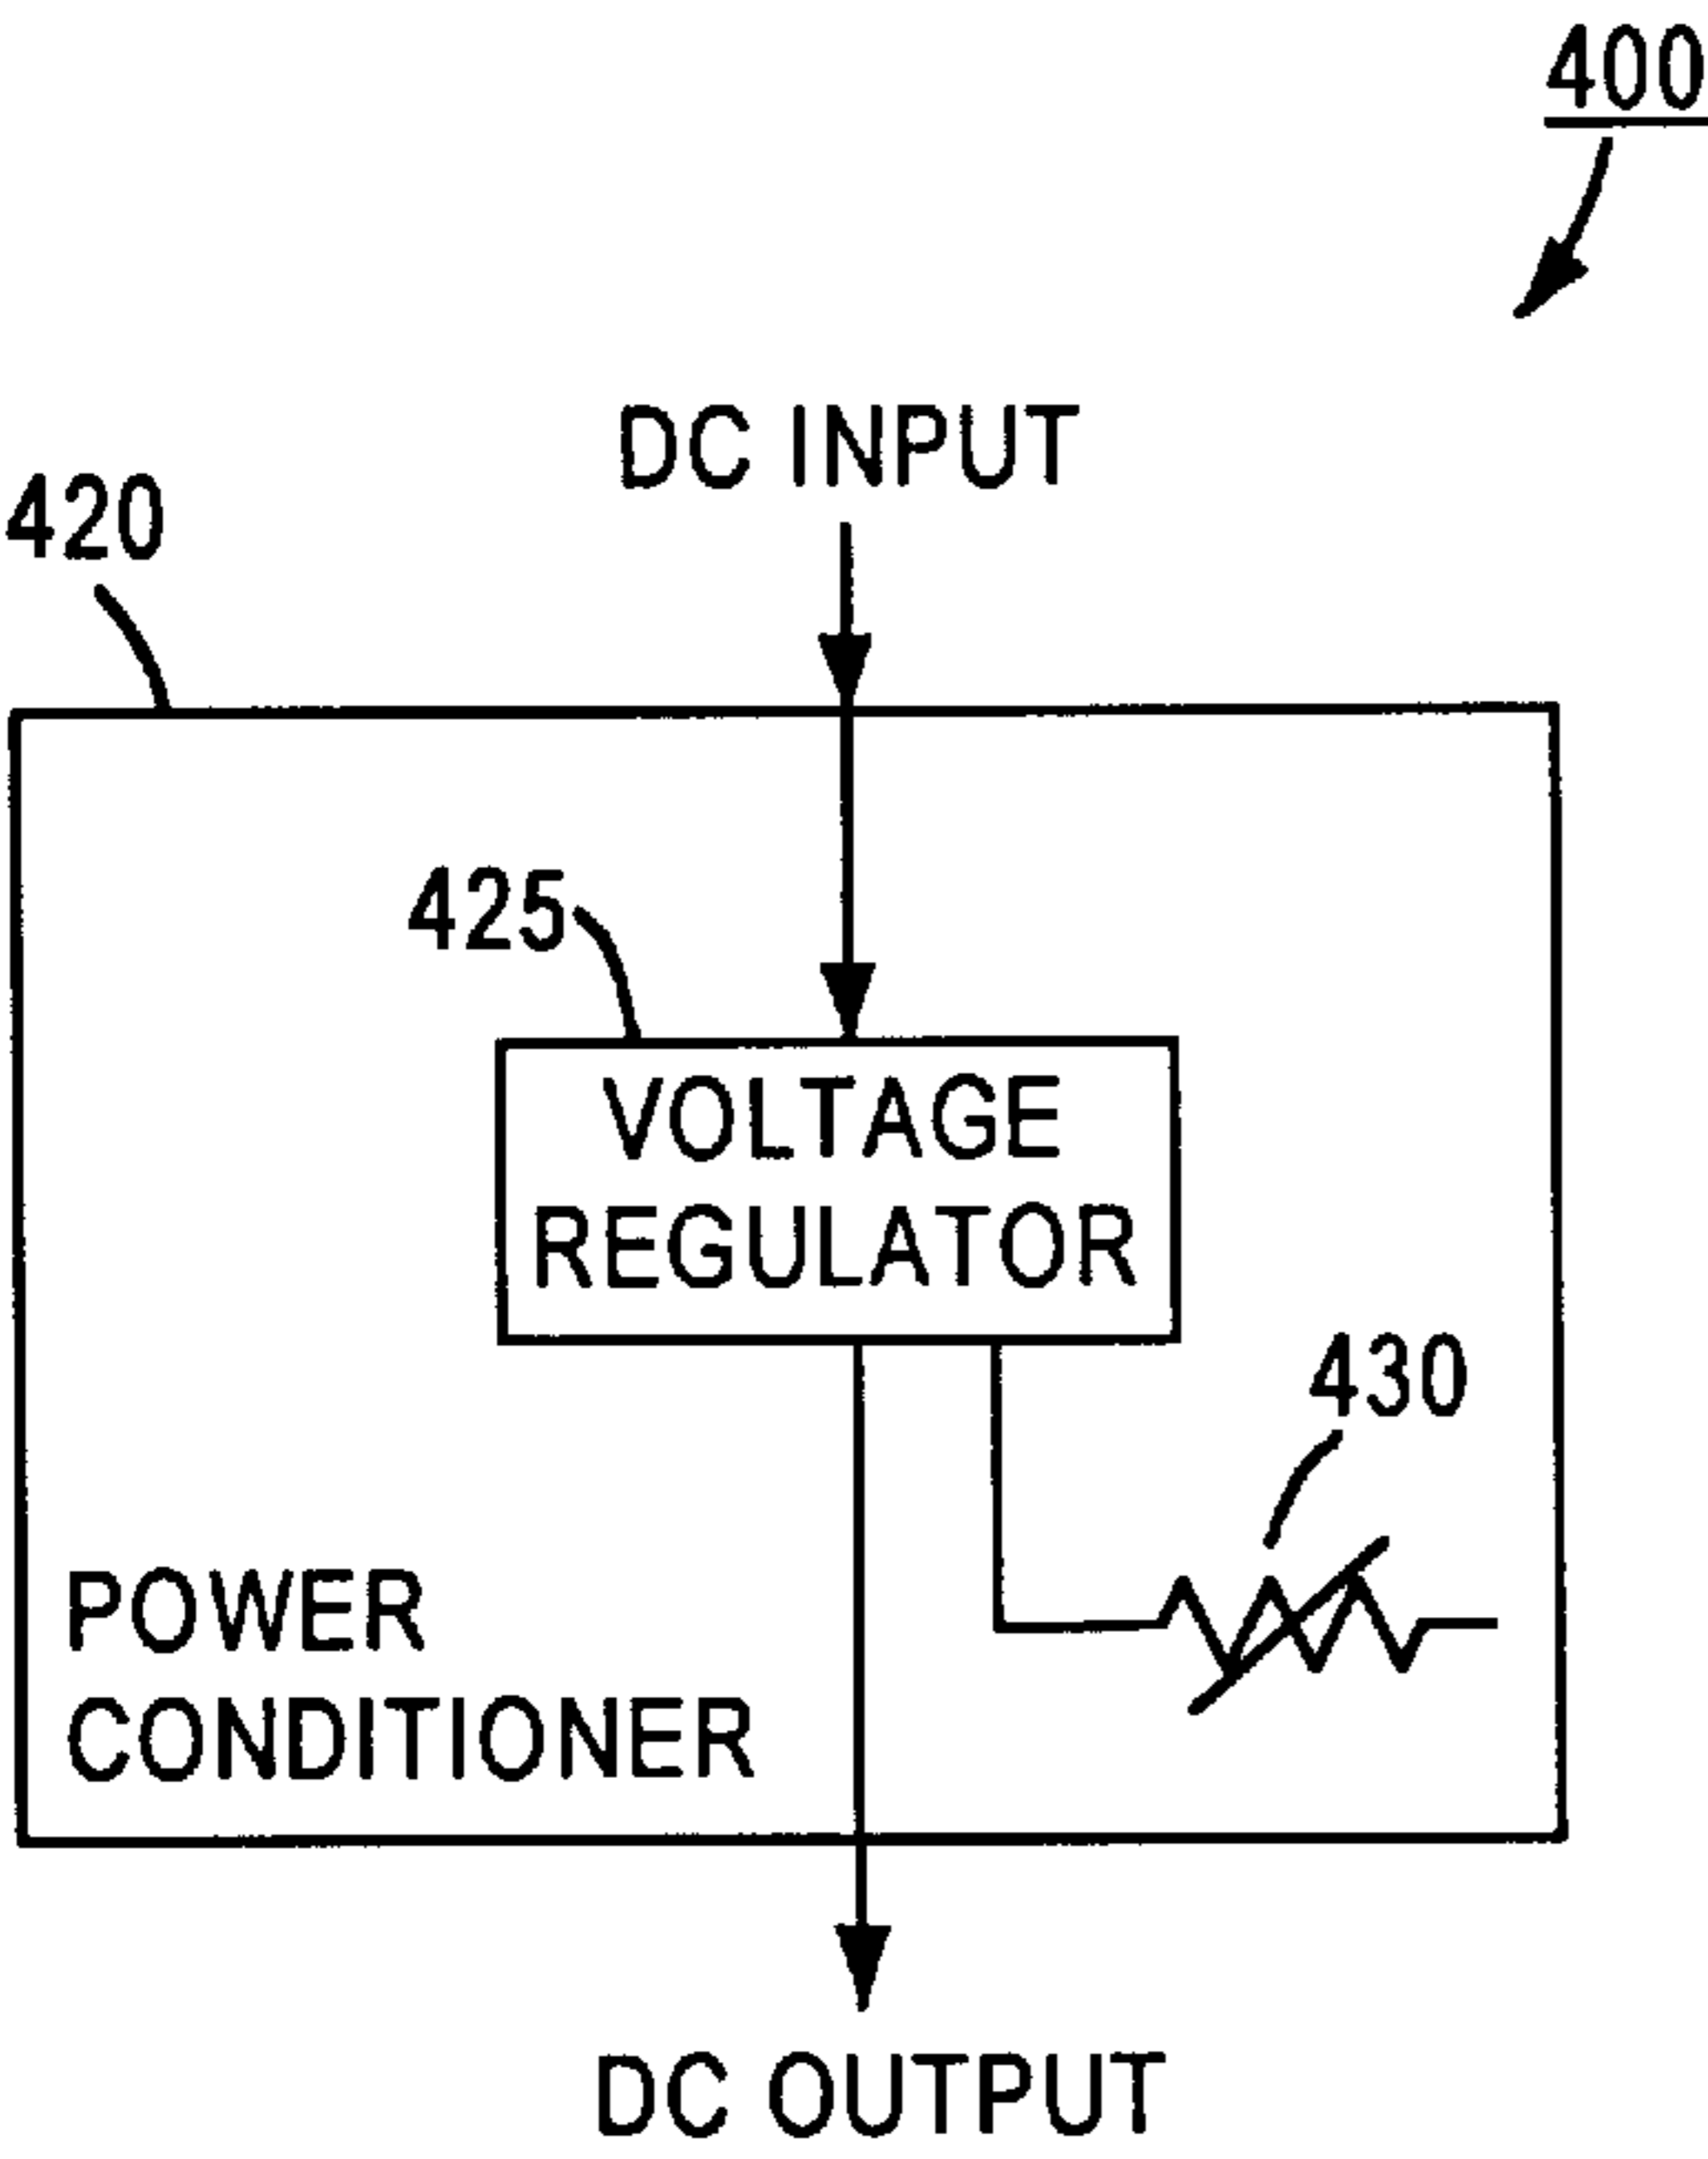 400
DC INPUT
420
425
VOLTAGE
REGULATOR
430
POWER
CONDITIONER
DC OUTPUT